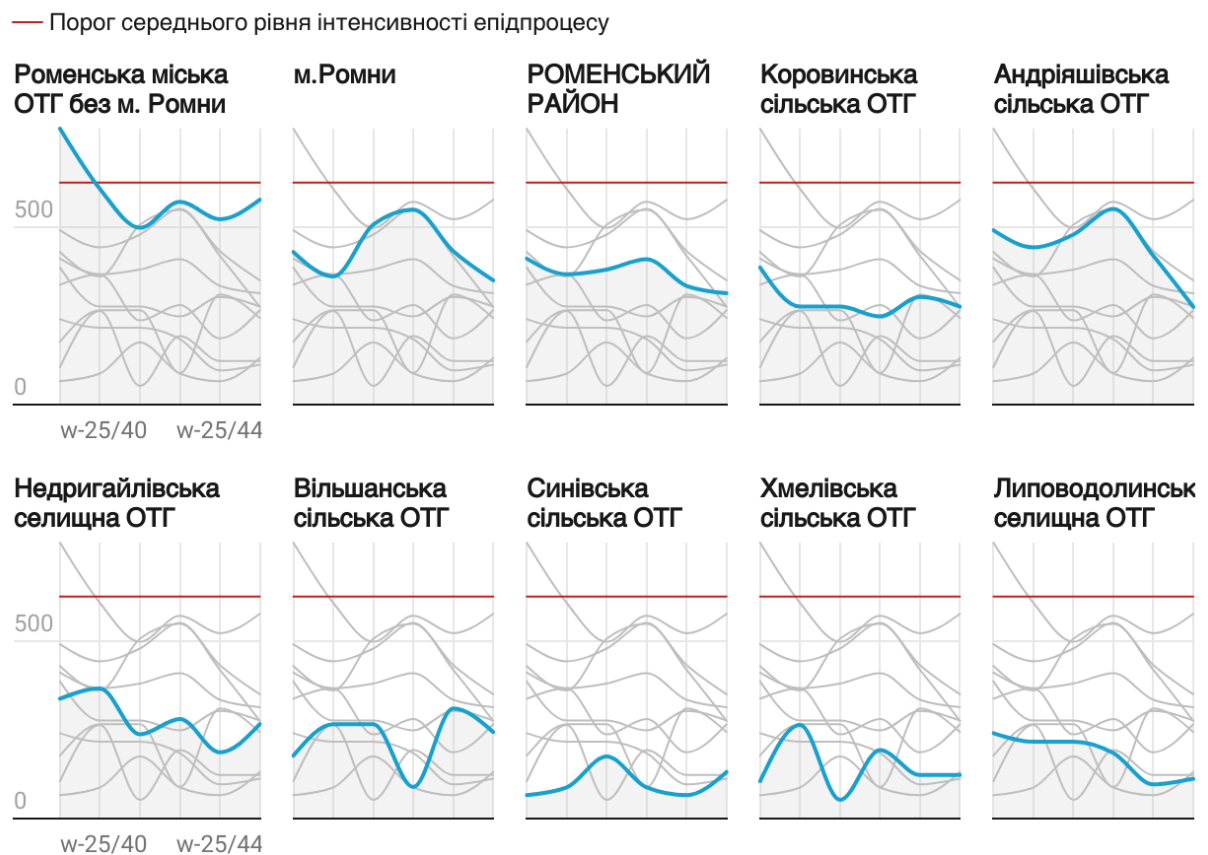 Порог середнього рівня інтенсивності епідпроцесу
Роменська міська
ОТГ без м. Ромни
м.Ромни
РОМЕНСЬКИЙ
РАЙОН
Коровинська
сільська ОТГ
Андріяшівська
сільська ОТГ
500
0
w-25/40 w-25/44
Недригайлівська
селищна ОТГ
Вільшанська
сільська ОТГ
Синівська
сільська ОТГ
Хмелівська
сільська ОТГ
Липоводолинськ
селищна ОТГ
500
0
w-25/40 w-25/44